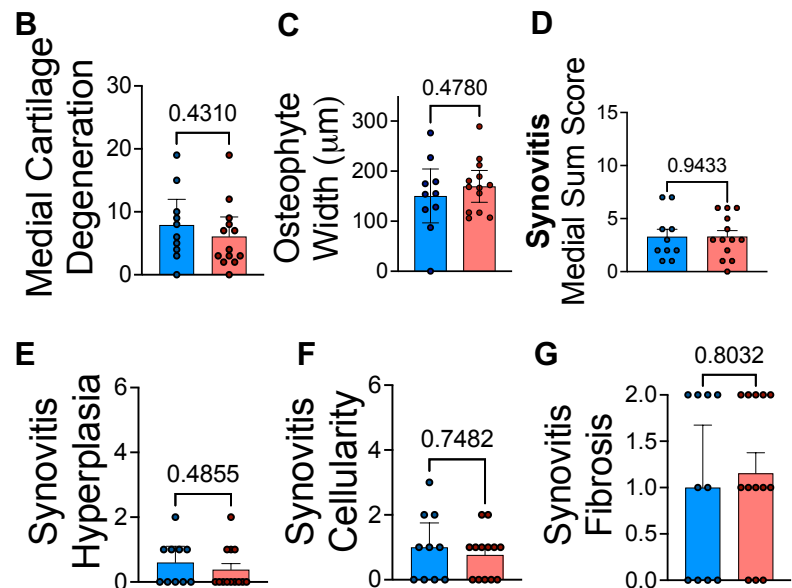 B
Medial Cartilage
Degeneration
30
20
10
0
0.4310
C
Osteophyte
Width (μm)
300
200
100
0
0.4780
D
Synovitis
Medial Sum Score
15
10
5
0
0.9433
E
Synovitis
Hyperplasia
6
4
2
0
0.4855
F
Synovitis
Cellularity
6
4
2
0
0.7482
G
Synovitis
Fibrosis
2.0
1.5
1.0
0.5
0.0
0.8032